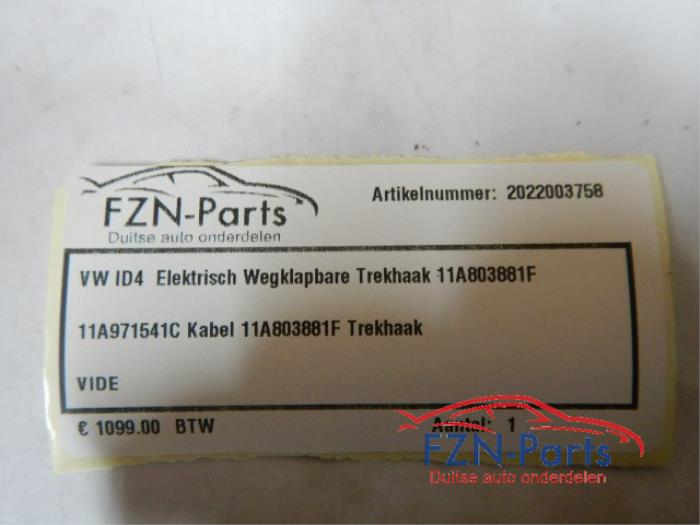 FZN-Parts
Duitse auto onderdelen
Artikelnummer: 2022003758
VW ID4 Elektrisch Wegklapbare Trekhaak 11A803881F
11A971541C Kabel 11A803881F Trekhaak
VIDE
€ 1099.00 BTW
Aantal: 1
FZN-Parts
Duitse auto onderdelen